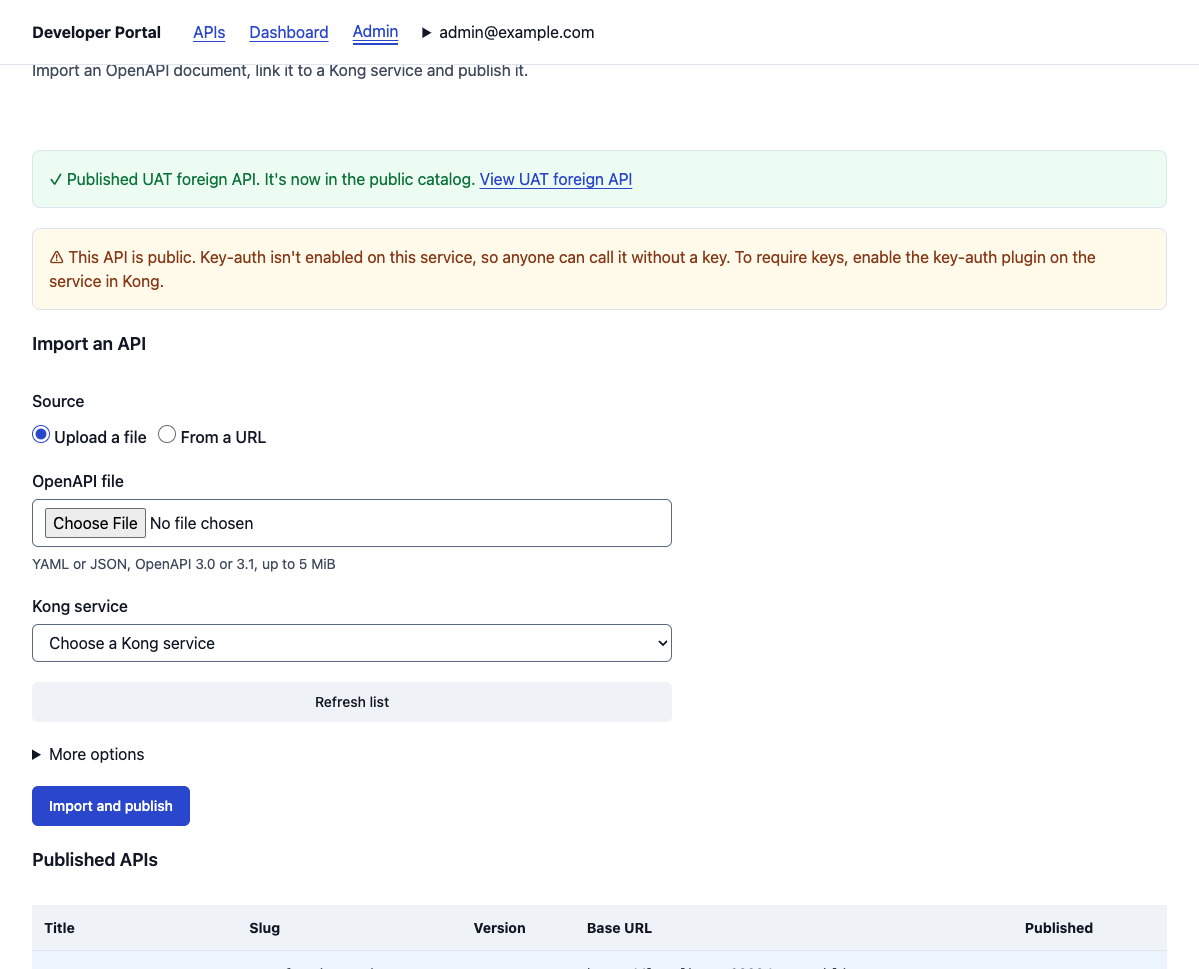 Developer Portal APIs Dashboard Admin ▶ admin@example.com
Import an OpenAPI document, link it to a Kong service and publish it.
✓ Published UAT foreign API. It's now in the public catalog. View UAT foreign API
⚠ This API is public. Key-auth isn't enabled on this service, so anyone can call it without a key. To require keys, enable the key-auth plugin on the
service in Kong.
Import an API
Source
Upload a file From a URL
OpenAPI file
Choose File No file chosen
YAML or JSON, OpenAPI 3.0 or 3.1, up to 5 MiB
Kong service
Choose a Kong service
Refresh list
▶ More options
Import and publish
Published APIs
Title Slug Version Base URL Published